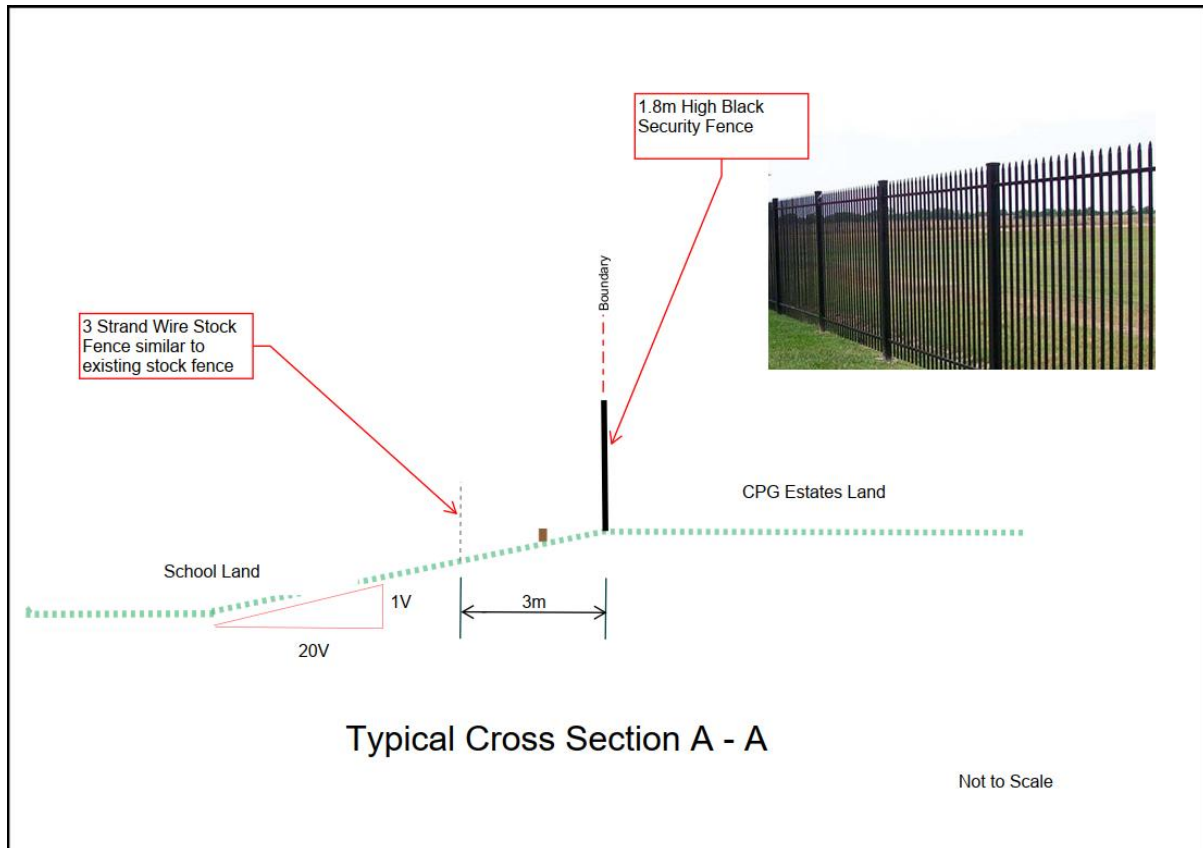 1.8m High Black
Security Fence
Boundary
3 Strand Wire Stock
Fence similar to
existing stock fence
CPG Estates Land
School Land
1V
3m
20V
Typical Cross Section A - A
Not to Scale